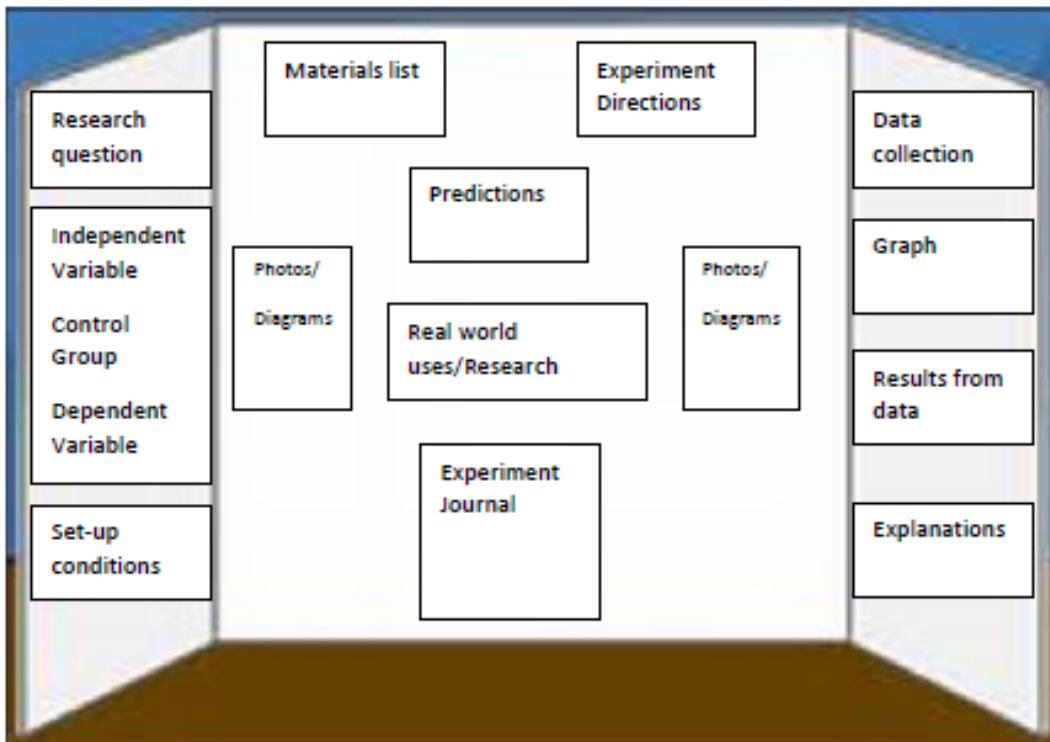 Research
question
Independent
Variable
Control
Group
Dependent
Variable
Set-up
conditions
Materials list
Experiment
Directions
Predictions
Photos/
Diagrams
Real world
uses/Research
Photos/
Diagrams
Experiment
Journal
Data
collection
Graph
Results from
data
Explanations